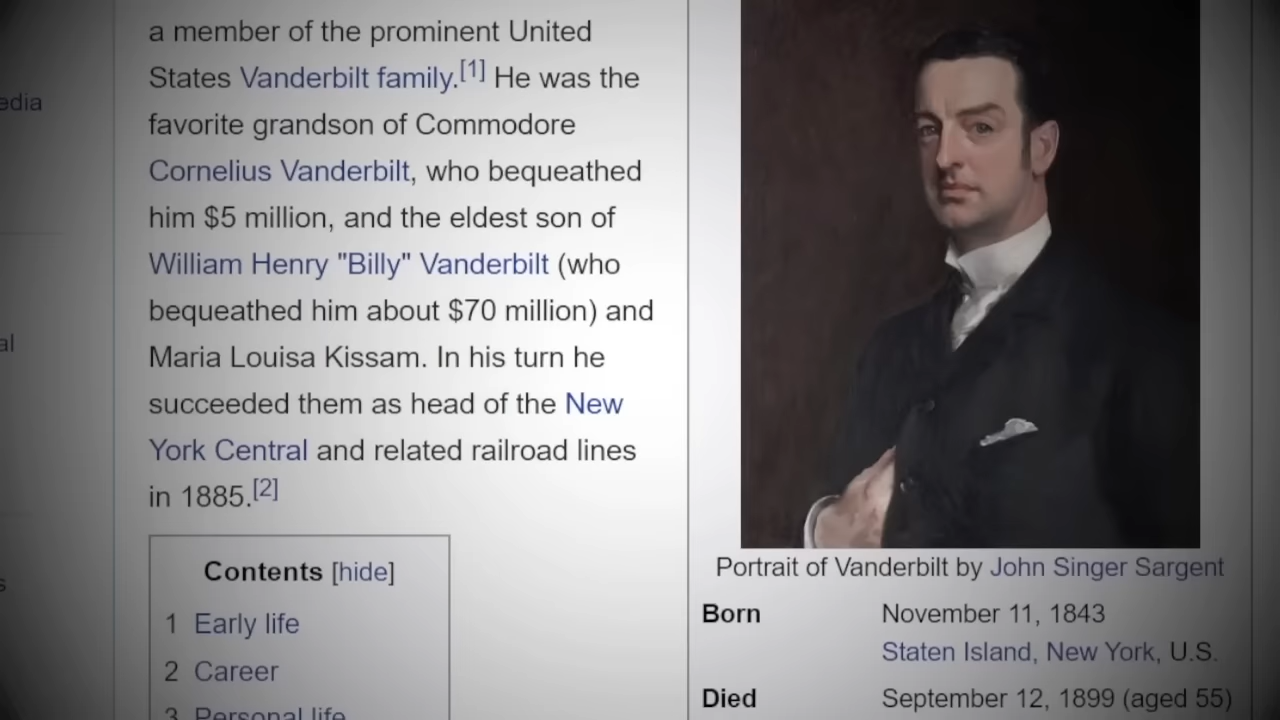 a member of the prominent United
States Vanderbilt family.[1] He was the
favorite grandson of Commodore
Cornelius Vanderbilt, who bequeathed
him $5 million, and the eldest son of
William Henry "Billy" Vanderbilt (who
bequeathed him about $70 million) and
Maria Louisa Kissam. In his turn he
succeeded them as head of the New
York Central and related railroad lines
in 1885.[2]
Contents [hide]
1 Early life
2 Career
3 Personal life
Portrait of Vanderbilt by John Singer Sargent
Born November 11, 1843
Staten Island, New York, U.S.
Died September 12, 1899 (aged 55)